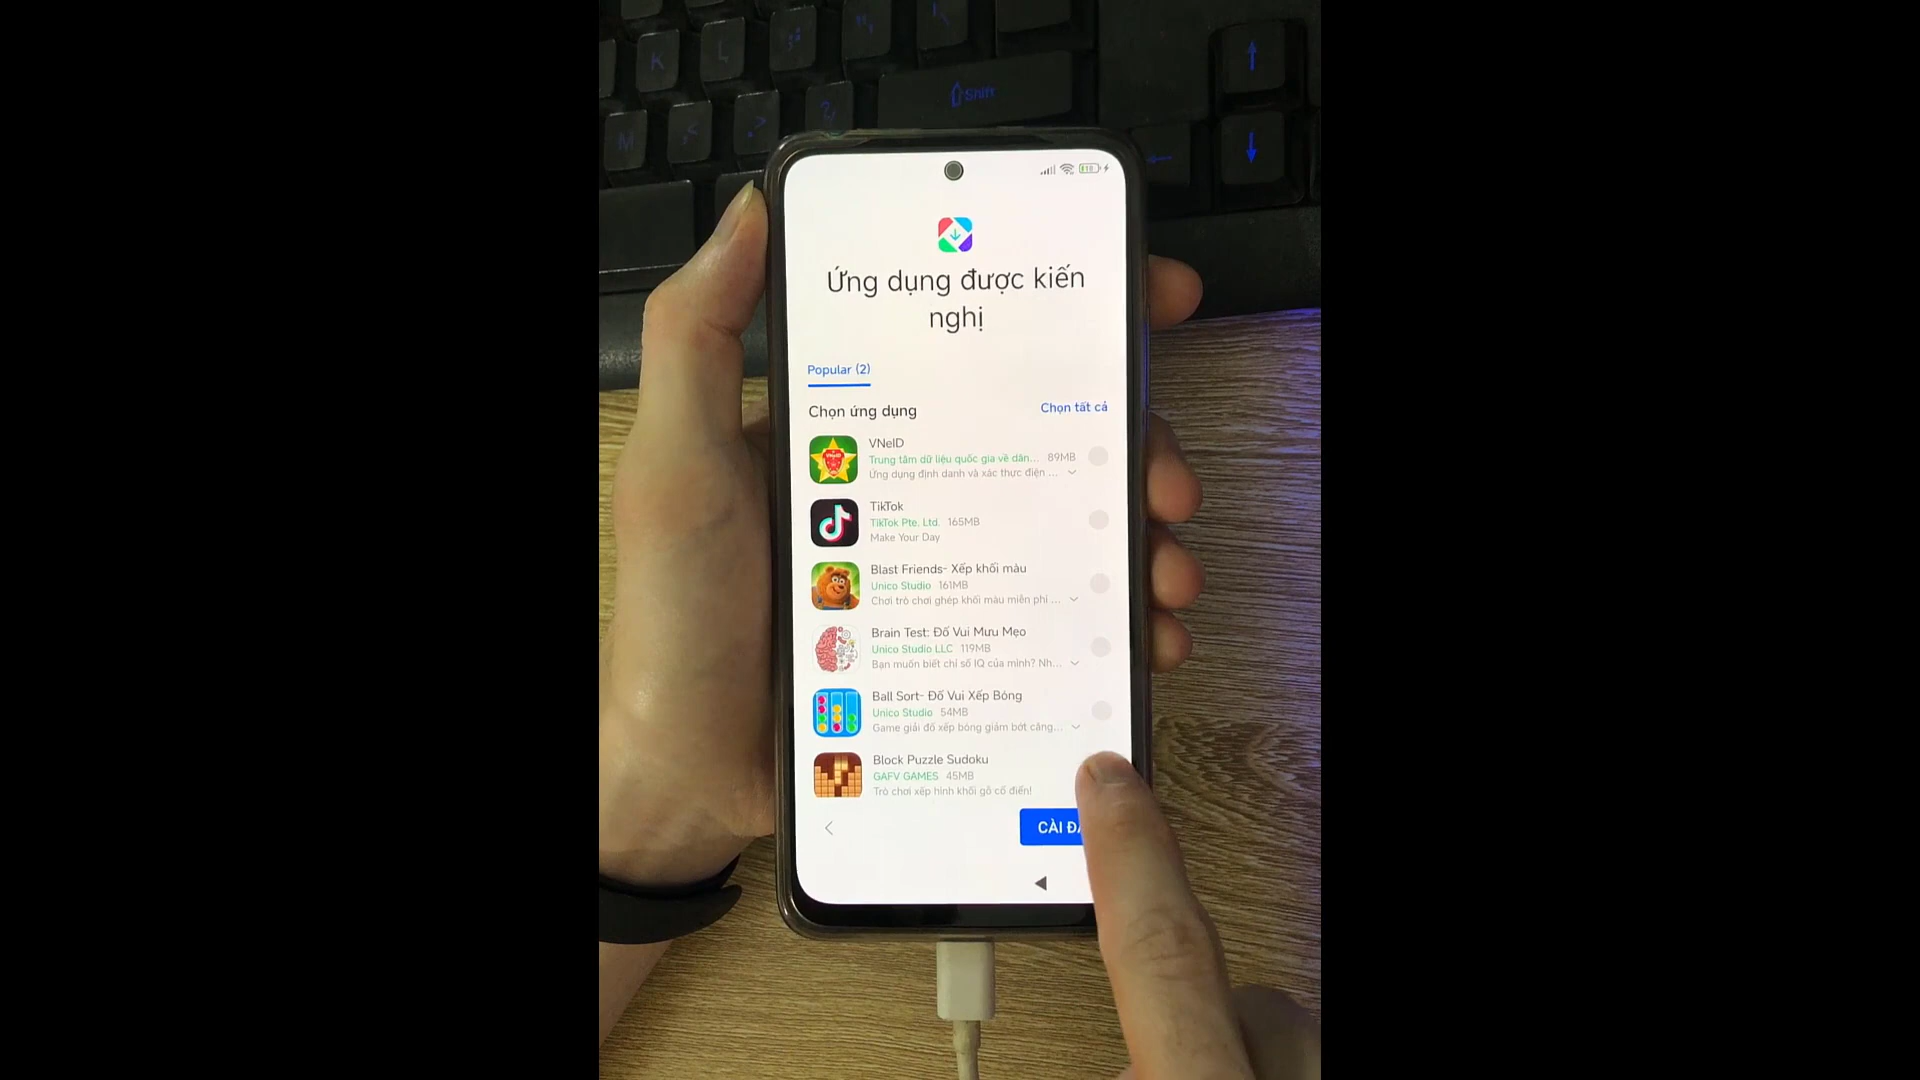 K
L
Shift
M
18
Ứng dụng được kiến
nghị
Popular (2)
Chọn ứng dụng
Chọn tất cả
VNeID
Trung tâm dữ liệu quốc gia về dân... 89MB
Ứng dụng định danh và xác thực điện ...
TikTok
TikTok Pte. Ltd. 165MB
Make Your Day
Blast Friends- Xếp khối màu
Unico Studio 161MB
Chơi trò chơi ghép khối màu miễn phí ...
Brain Test: Đố Vui Mưu Mẹo
Unico Studio LLC 119MB
Bạn muốn biết chỉ số IQ của mình? Nh...
Ball Sort- Đố Vui Xếp Bóng
Unico Studio 54MB
Game giải đố xếp bóng giảm bớt căng...
Block Puzzle Sudoku
GAFV GAMES 45MB
Trò chơi xếp hình khối gỗ cổ điển!
CÀI